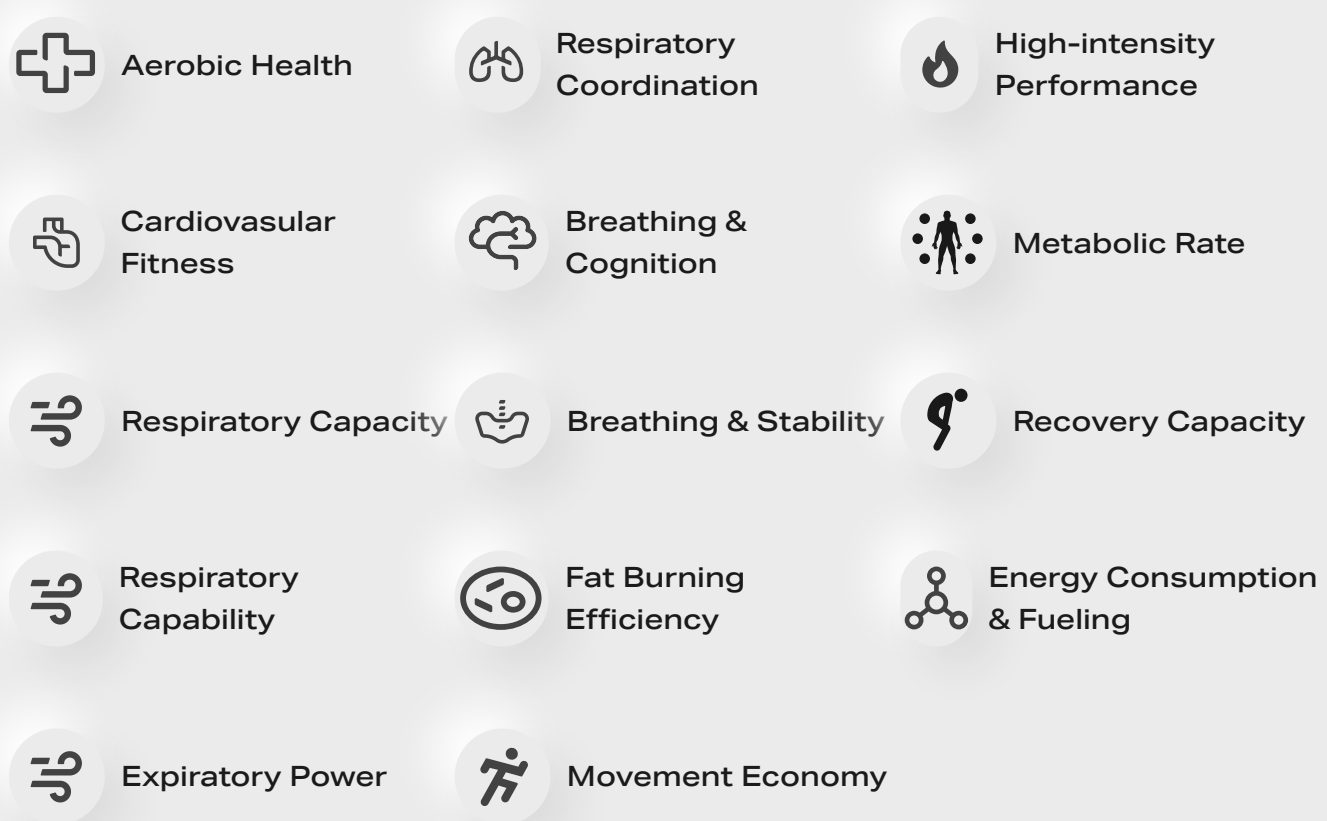 Aerobic Health
Respiratory
Coordination
High-intensity
Performance
Cardiovasular
Fitness
Breathing &
Cognition
Metabolic Rate
Respiratory Capacity
Breathing & Stability
Recovery Capacity
Respiratory
Capability
Fat Burning
Efficiency
Energy Consumption
& Fueling
Expiratory Power
Movement Economy